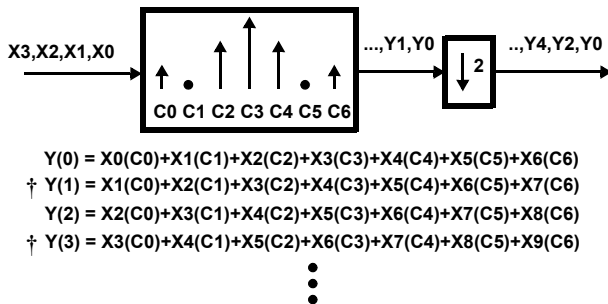 X3,X2,X1,X0
...,Y1,Y0
2
..,Y4,Y2,Y0
C0 C1 C2 C3 C4 C5 C6
Y(0) = X0(C0)+X1(C1)+X2(C2)+X3(C3)+X4(C4)+X5(C5)+X6(C6)
† Y(1) = X1(C0)+X2(C1)+X3(C2)+X4(C3)+X5(C4)+X6(C5)+X7(C6)
Y(2) = X2(C0)+X3(C1)+X4(C2)+X5(C3)+X6(C4)+X7(C5)+X8(C6)
† Y(3) = X3(C0)+X4(C1)+X5(C2)+X6(C3)+X7(C4)+X8(C5)+X9(C6)